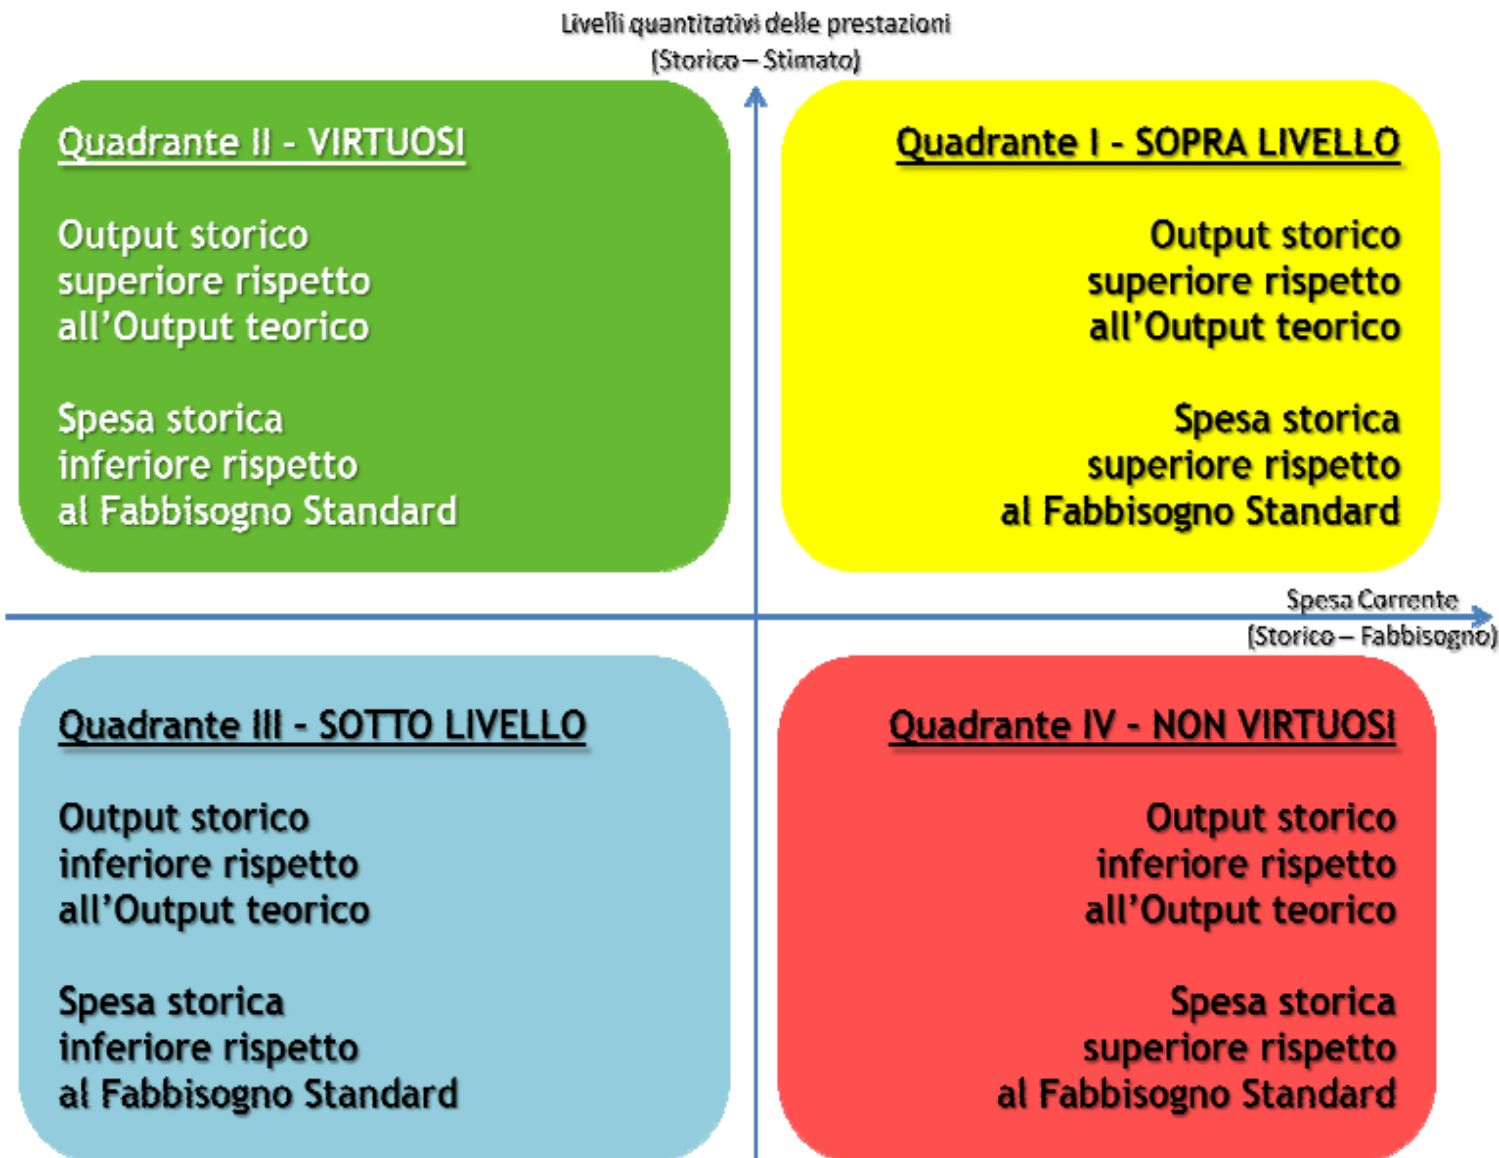 Livelli quantitativi delle prestazioni
(Storico – Stimato)
Quadrante II - VIRTUOSI
Output storico
superiore rispetto
all'Output teorico
Spesa storica
inferiore rispetto
al Fabbisogno Standard
Quadrante I - SOPRA LIVELLO
Output storico
superiore rispetto
all'Output teorico
Spesa storica
superiore rispetto
al Fabbisogno Standard
Spesa Corrente
(Storico – Fabbisogno)
Quadrante III - SOTTO LIVELLO
Output storico
inferiore rispetto
all'Output teorico
Spesa storica
inferiore rispetto
al Fabbisogno Standard
Quadrante IV - NON VIRTUOSI
Output storico
inferiore rispetto
all'Output teorico
Spesa storica
superiore rispetto
al Fabbisogno Standard